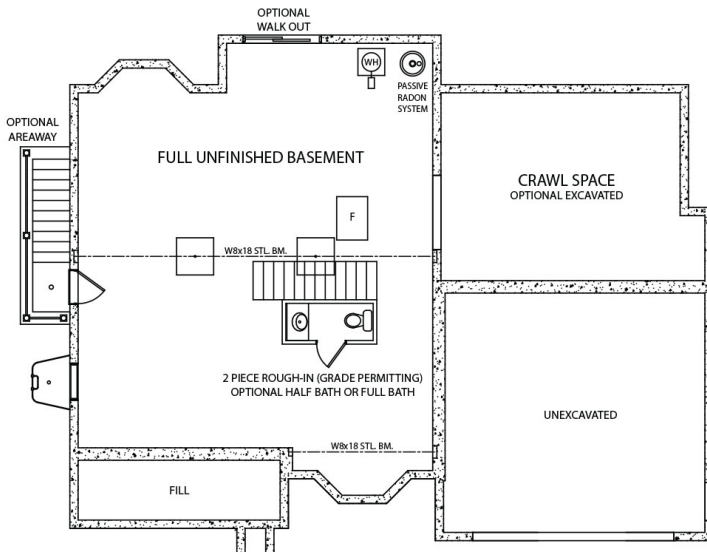 OPTIONAL
WALK OUT
WH
PASSIVE
RADON
SYSTEM
OPTIONAL
AREAWAY
FULL UNFINISHED BASEMENT
CRAWL SPACE
OPTIONAL EXCAVATED
F
W8x18 STL. BM.
2 PIECE ROUGH-IN (GRADE PERMITTING)
OPTIONAL HALF BATH OR FULL BATH
UNEXCAVATED
W8x18 STL. BM.
FILL